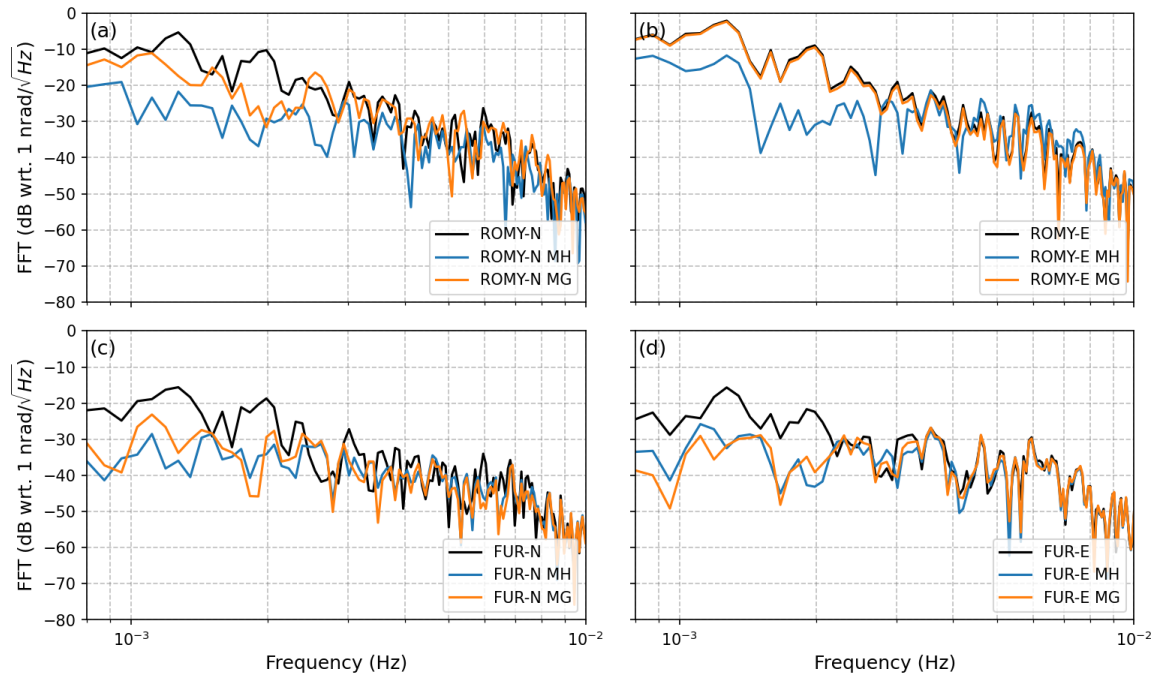 (a)
0
−10
−20
−30
−40
−50
−60
−70
−80
FFT (dB wrt. 1 nrad/√Hz)
ROMY-N
ROMY-N MH
ROMY-N MG
(b)
ROMY-E
ROMY-E MH
ROMY-E MG
(c)
0
−10
−20
−30
−40
−50
−60
−70
−80
FFT (dB wrt. 1 nrad/√Hz)
FUR-N
FUR-N MH
FUR-N MG
10⁻³
10⁻²
Frequency (Hz)
(d)
FUR-E
FUR-E MH
FUR-E MG
10⁻³
10⁻²
Frequency (Hz)